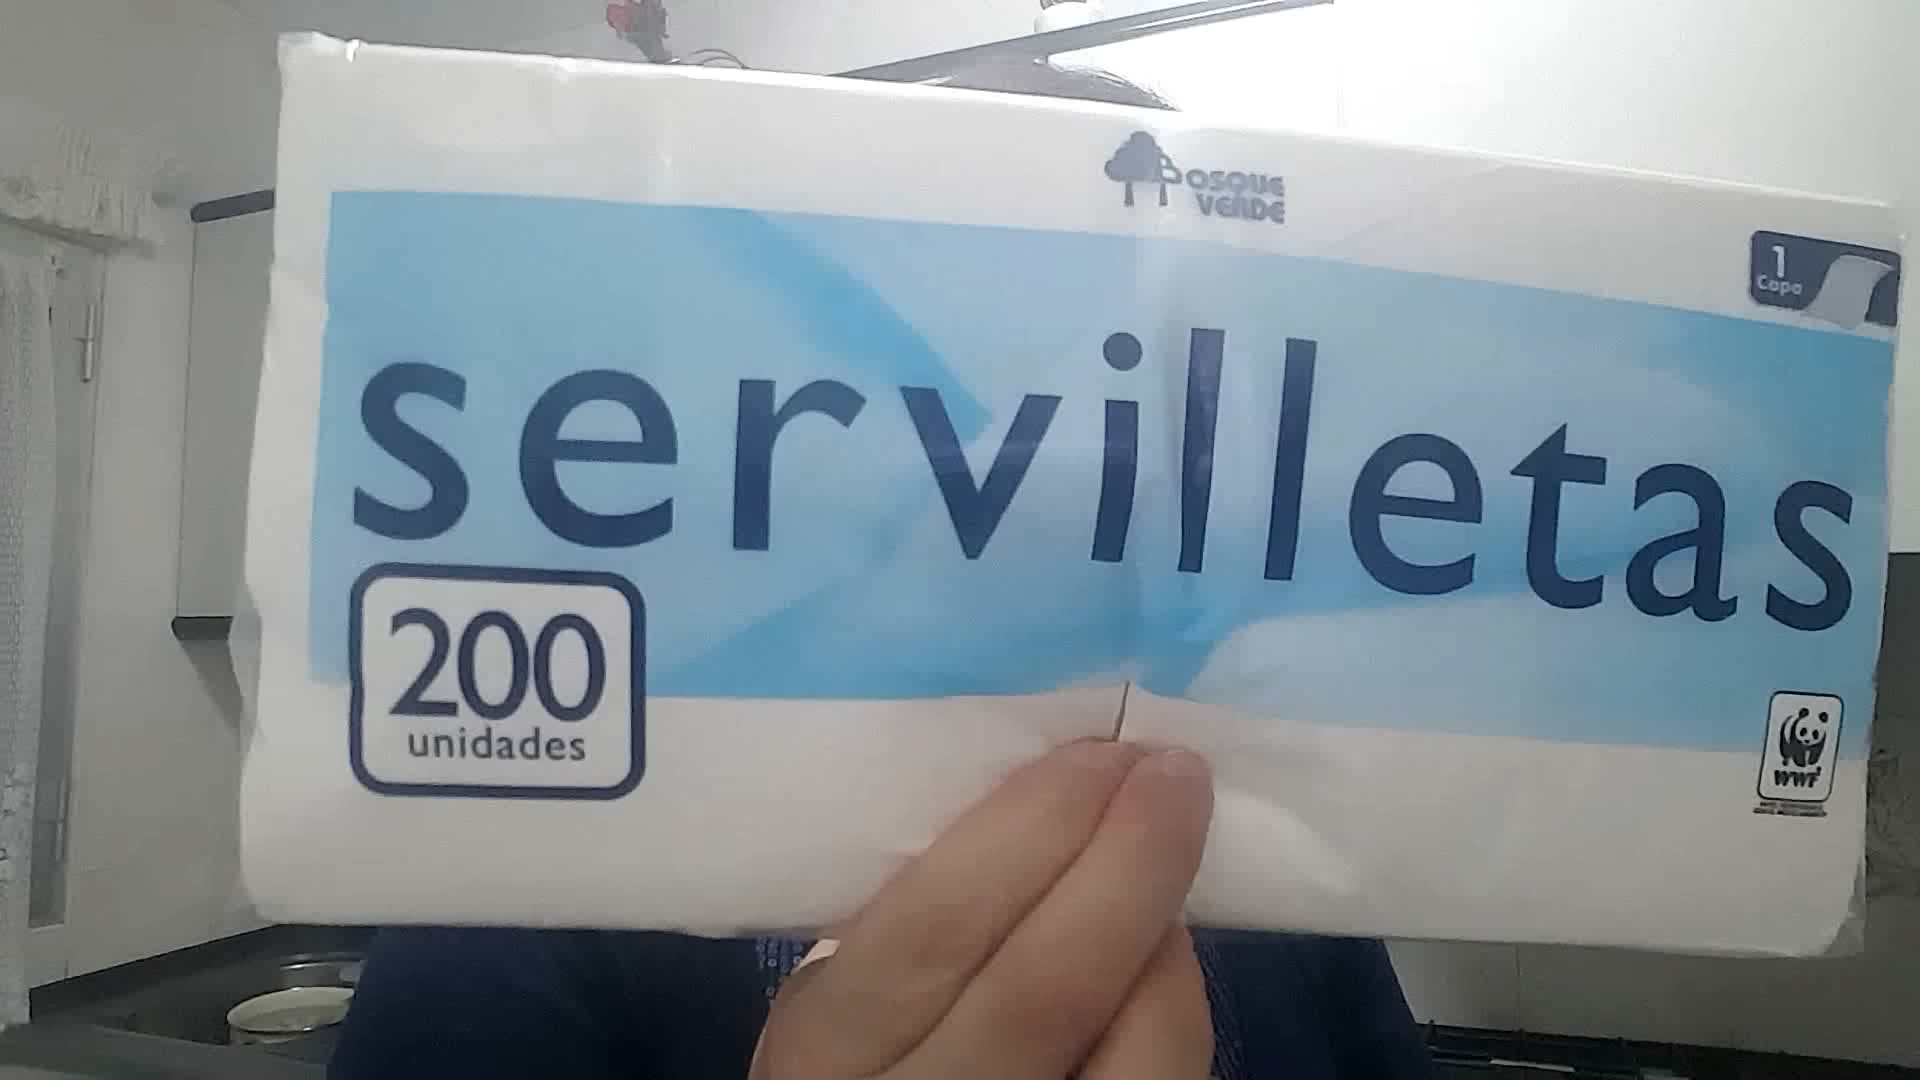 BOSQUE
VERDE
1
Capa
servilletas
200
unidades
WWF